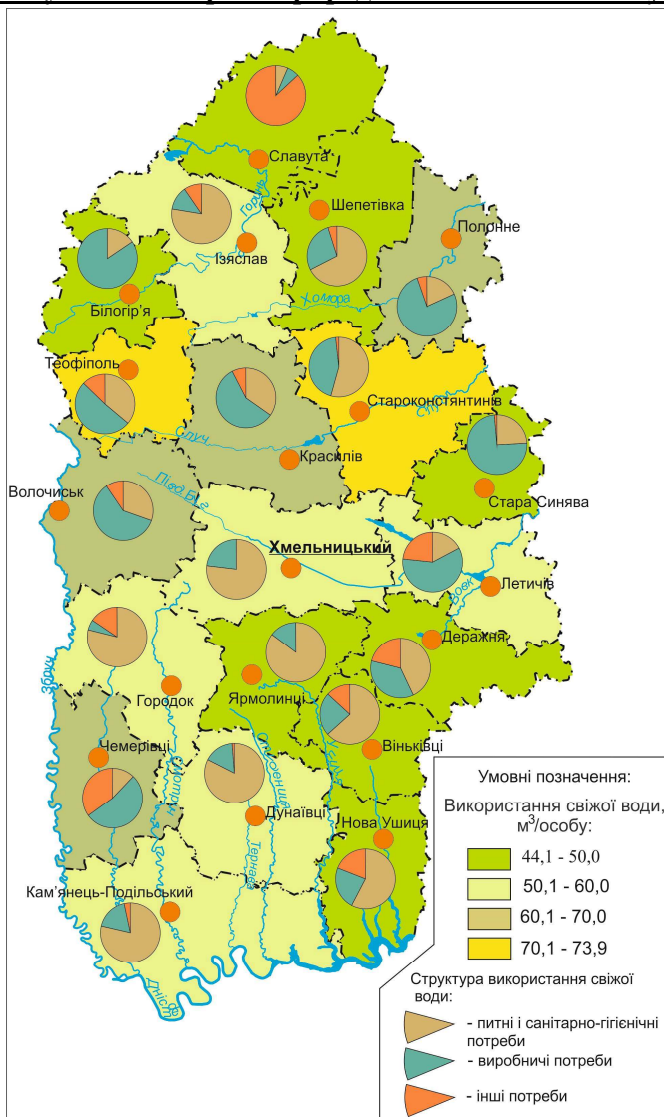 Славута
Горинь
Шепетівка
Полонне
Ізяслав
Хомора
Білогір'я
Теофіполь
Старокостянтинів
Случ
Случ
Красилів
Стара Синява
Волочиськ
Півд.Буг
Хмельницький
Летичів
Вовк
Деражня
Збруч
Ярмолинці
Городок
Віньківці
Чемерівці
Смотрич
Ушиця
Дунаївці
Нова Ушиця
Тернава
Кам'янець-Подільський
Дністер
Умовні позначення:
Використання свіжої води,
м³/особу:
44,1 - 50,0
50,1 - 60,0
60,1 - 70,0
70,1 - 73,9
Структура використання свіжої
води:
- питні і санітарно-гігієнічні
потреби
- виробничі потреби
- інші потреби